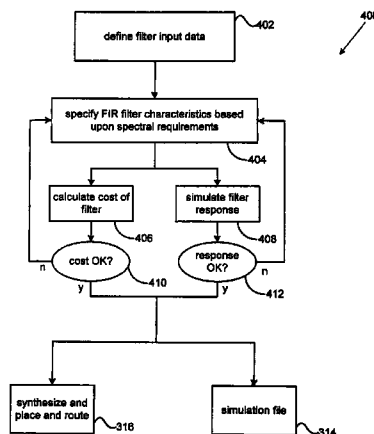 400
define filter input data
402
specify FIR filter characteristics based
upon spectral requirements
404
calculate cost of
filter
406
simulate filter
response
408
cost OK?
410
response
OK?
412
n
y
y
n
synthesize and
place and route
316
simulation file
314